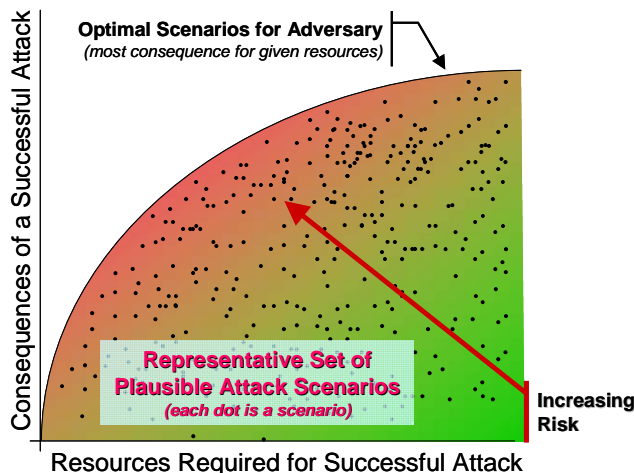 Optimal Scenarios for Adversary
(most consequence for given resources)
Consequences of a Successful Attack
Representative Set of
Plausible Attack Scenarios
(each dot is a scenario)
Increasing
Risk
Resources Required for Successful Attack